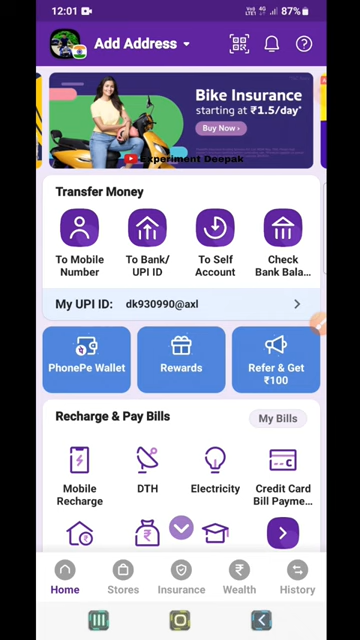 12:01
Vo)) 4G
LTE1
87%
Add Address
Bike Insurance
starting at ₹1.5/day*
Buy Now
Experiment Deepak
Transfer Money
To Mobile Number
To Bank/ UPI ID
To Self Account
Check Bank Bala...
My UPI ID: dk930990@axl
PhonePe Wallet
Rewards
Refer & Get ₹100
Recharge & Pay Bills
My Bills
Mobile Recharge
DTH
Electricity
Credit Card Bill Payme...
Home
Stores
Insurance
Wealth
History